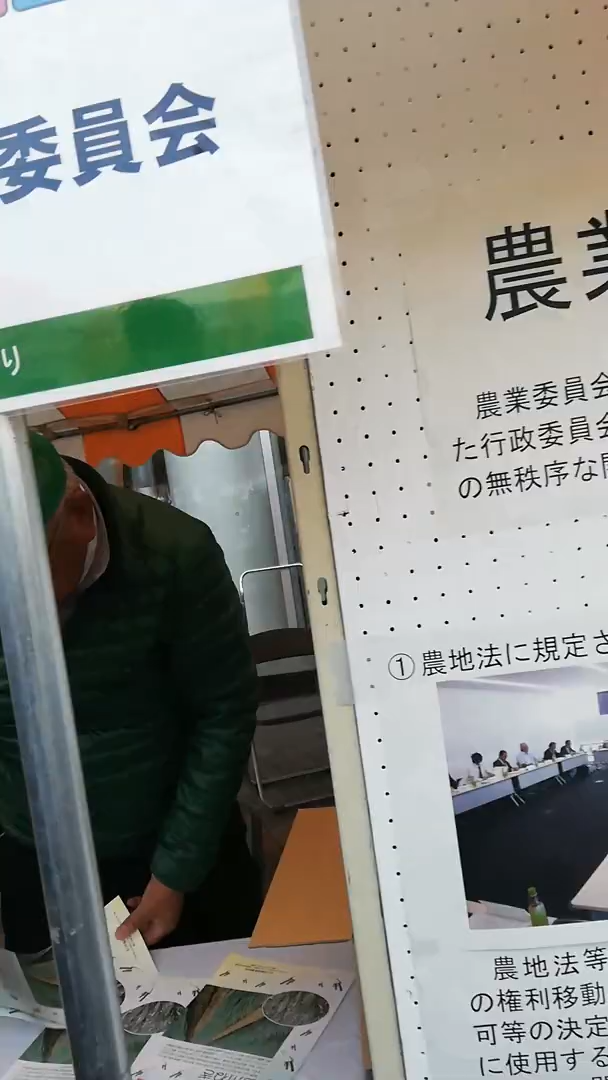 委員会
り
農業
農業委員会
た行政委員会
の無秩序な開
①農地法に規定さ
農地法等
の権利移動
可等の決定
に使用する